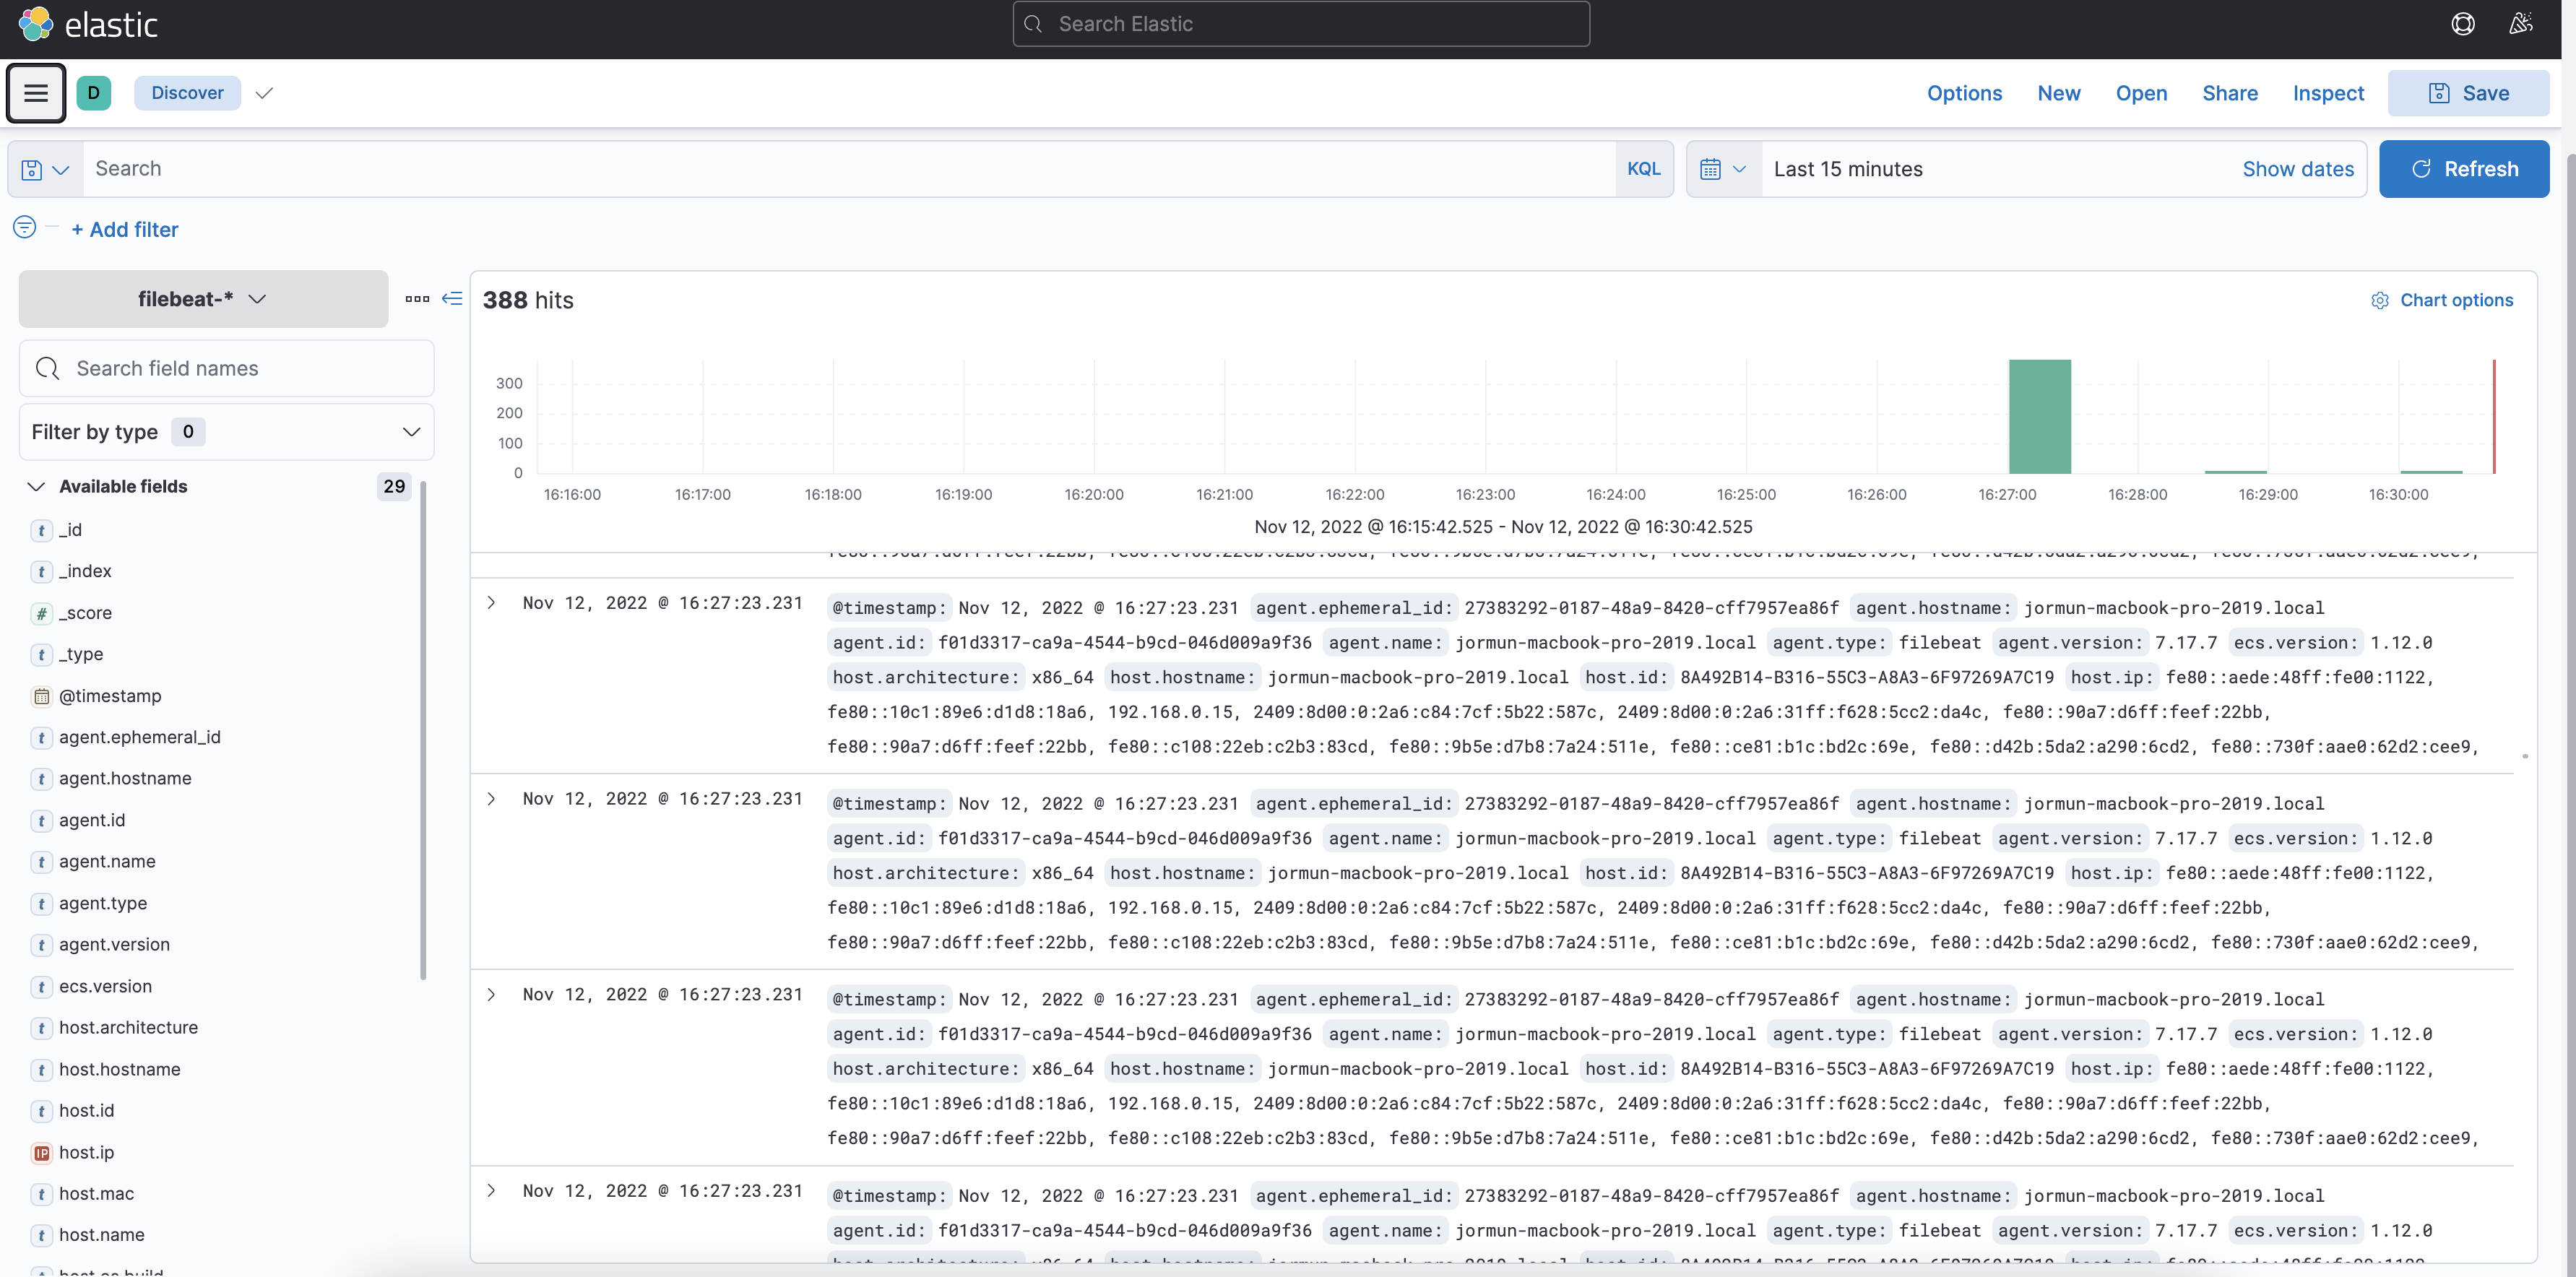 elastic
Search Elastic
D Discover
Options New Open Share Inspect Save
Search KQL Last 15 minutes Show dates Refresh
+ Add filter
filebeat-*
Search field names
Filter by type 0
Available fields 29
t _id
t _index
# _score
t _type
@timestamp
t agent.ephemeral_id
t agent.hostname
t agent.id
t agent.name
t agent.type
t agent.version
t ecs.version
t host.architecture
t host.hostname
t host.id
IP host.ip
t host.mac
t host.name
388 hits
Chart options
300
200
100
0
16:16:00 16:17:00 16:18:00 16:19:00 16:20:00 16:21:00 16:22:00 16:23:00 16:24:00 16:25:00 16:26:00 16:27:00 16:28:00 16:29:00 16:30:00
Nov 12, 2022 @ 16:15:42.525 - Nov 12, 2022 @ 16:30:42.525
fe80::90a7:d6ff:feef:22bb, fe80::c108:22eb:c2b3:83cd, fe80::9b5e:d7b8:7a24:511e, fe80::ce81:b1c:bd2c:69e, fe80::d42b:5da2:a290:6cd2, fe80::730f:aae0:62d2:cee9,
Nov 12, 2022 @ 16:27:23.231 @timestamp: Nov 12, 2022 @ 16:27:23.231 agent.ephemeral_id: 27383292-0187-48a9-8420-cff7957ea86f agent.hostname: jormun-macbook-pro-2019.local
agent.id: f01d3317-ca9a-4544-b9cd-046d009a9f36 agent.name: jormun-macbook-pro-2019.local agent.type: filebeat agent.version: 7.17.7 ecs.version: 1.12.0
host.architecture: x86_64 host.hostname: jormun-macbook-pro-2019.local host.id: 8A492B14-B316-55C3-A8A3-6F97269A7C19 host.ip: fe80::aede:48ff:fe00:1122,
fe80::10c1:89e6:d1d8:18a6, 192.168.0.15, 2409:8d00:0:2a6:c84:7cf:5b22:587c, 2409:8d00:0:2a6:31ff:f628:5cc2:da4c, fe80::90a7:d6ff:feef:22bb,
fe80::90a7:d6ff:feef:22bb, fe80::c108:22eb:c2b3:83cd, fe80::9b5e:d7b8:7a24:511e, fe80::ce81:b1c:bd2c:69e, fe80::d42b:5da2:a290:6cd2, fe80::730f:aae0:62d2:cee9,
Nov 12, 2022 @ 16:27:23.231 @timestamp: Nov 12, 2022 @ 16:27:23.231 agent.ephemeral_id: 27383292-0187-48a9-8420-cff7957ea86f agent.hostname: jormun-macbook-pro-2019.local
agent.id: f01d3317-ca9a-4544-b9cd-046d009a9f36 agent.name: jormun-macbook-pro-2019.local agent.type: filebeat agent.version: 7.17.7 ecs.version: 1.12.0
host.architecture: x86_64 host.hostname: jormun-macbook-pro-2019.local host.id: 8A492B14-B316-55C3-A8A3-6F97269A7C19 host.ip: fe80::aede:48ff:fe00:1122,
fe80::10c1:89e6:d1d8:18a6, 192.168.0.15, 2409:8d00:0:2a6:c84:7cf:5b22:587c, 2409:8d00:0:2a6:31ff:f628:5cc2:da4c, fe80::90a7:d6ff:feef:22bb,
fe80::90a7:d6ff:feef:22bb, fe80::c108:22eb:c2b3:83cd, fe80::9b5e:d7b8:7a24:511e, fe80::ce81:b1c:bd2c:69e, fe80::d42b:5da2:a290:6cd2, fe80::730f:aae0:62d2:cee9,
Nov 12, 2022 @ 16:27:23.231 @timestamp: Nov 12, 2022 @ 16:27:23.231 agent.ephemeral_id: 27383292-0187-48a9-8420-cff7957ea86f agent.hostname: jormun-macbook-pro-2019.local
agent.id: f01d3317-ca9a-4544-b9cd-046d009a9f36 agent.name: jormun-macbook-pro-2019.local agent.type: filebeat agent.version: 7.17.7 ecs.version: 1.12.0
host.architecture: x86_64 host.hostname: jormun-macbook-pro-2019.local host.id: 8A492B14-B316-55C3-A8A3-6F97269A7C19 host.ip: fe80::aede:48ff:fe00:1122,
fe80::10c1:89e6:d1d8:18a6, 192.168.0.15, 2409:8d00:0:2a6:c84:7cf:5b22:587c, 2409:8d00:0:2a6:31ff:f628:5cc2:da4c, fe80::90a7:d6ff:feef:22bb,
fe80::90a7:d6ff:feef:22bb, fe80::c108:22eb:c2b3:83cd, fe80::9b5e:d7b8:7a24:511e, fe80::ce81:b1c:bd2c:69e, fe80::d42b:5da2:a290:6cd2, fe80::730f:aae0:62d2:cee9,
Nov 12, 2022 @ 16:27:23.231 @timestamp: Nov 12, 2022 @ 16:27:23.231 agent.ephemeral_id: 27383292-0187-48a9-8420-cff7957ea86f agent.hostname: jormun-macbook-pro-2019.local
agent.id: f01d3317-ca9a-4544-b9cd-046d009a9f36 agent.name: jormun-macbook-pro-2019.local agent.type: filebeat agent.version: 7.17.7 ecs.version: 1.12.0